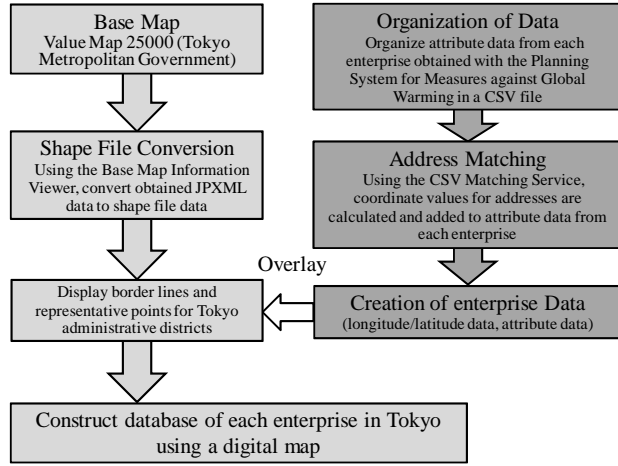 Base Map
Value Map 25000 (Tokyo
Metropolitan Government)
Shape File Conversion
Using the Base Map Information
Viewer, convert obtained JPXML
data to shape file data
Display border lines and
representative points for Tokyo
administrative districts
Construct database of each enterprise in Tokyo
using a digital map
Organization of Data
Organize attribute data from each
enterprise obtained with the Planning
System for Measures against Global
Warming in a CSV file
Address Matching
Using the CSV Matching Service,
coordinate values for addresses are
calculated and added to attribute data from
each enterprise
Overlay
Creation of enterprise Data
(longitude/latitude data, attribute data)